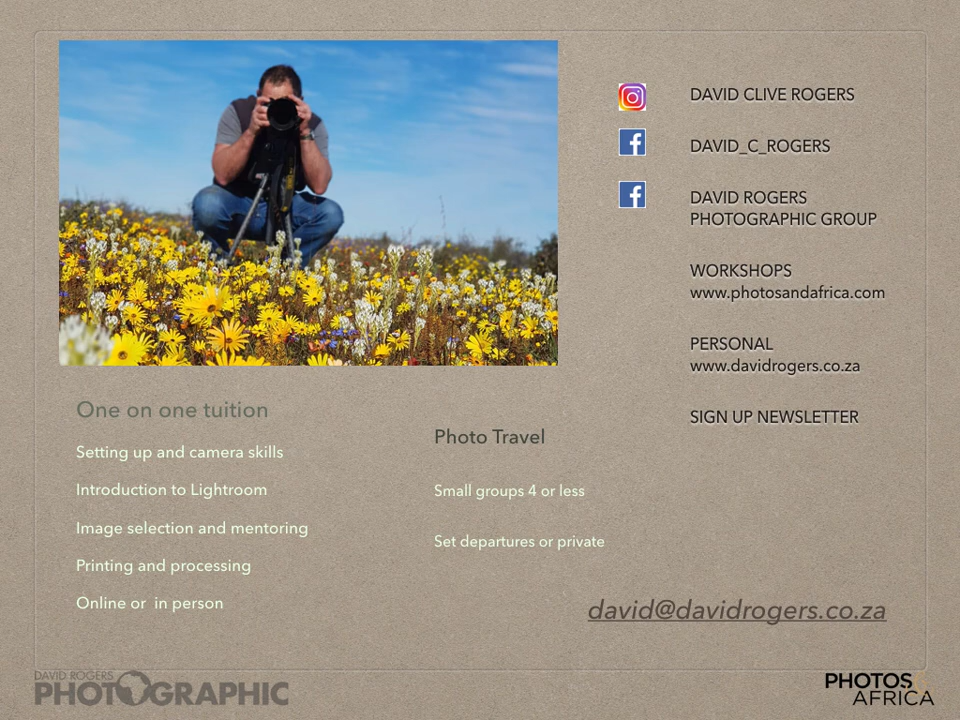 DAVID CLIVE ROGERS
DAVID_C_ROGERS
DAVID ROGERS
PHOTOGRAPHIC GROUP
WORKSHOPS
www.photosandafrica.com
PERSONAL
www.davidrogers.co.za
SIGN UP NEWSLETTER
One on one tuition
Setting up and camera skills
Introduction to Lightroom
Image selection and mentoring
Printing and processing
Online or  in person
Photo Travel
Small groups 4 or less
Set departures or private
david@davidrogers.co.za
DAVID ROGERS
PHOTOGRAPHIC
PHOTOS&
AFRICA